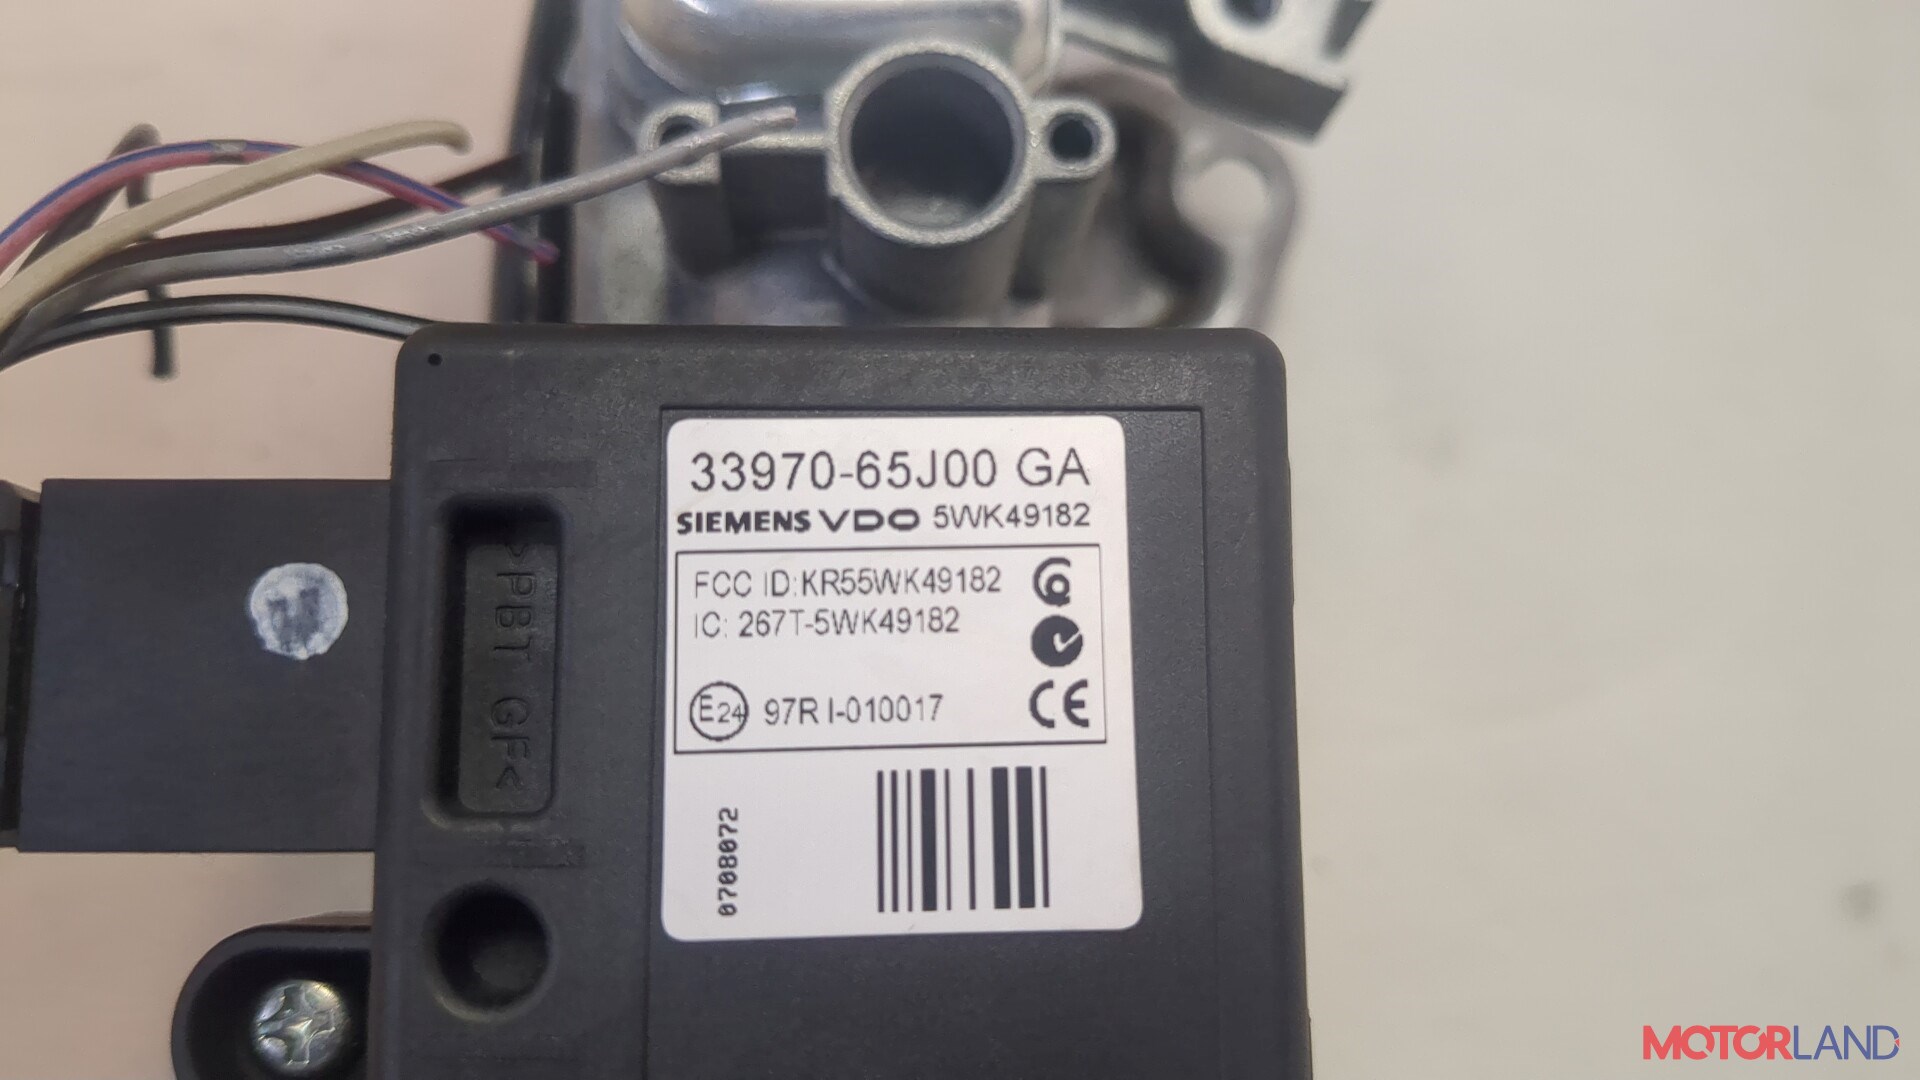 33970-65J00 GA
SIEMENS VDO 5WK49182
FCC ID:KR55WK49182
IC: 267T-5WK49182
E24 97R I-010017 CE
0708072
>PBT GF<
MOTORLAND